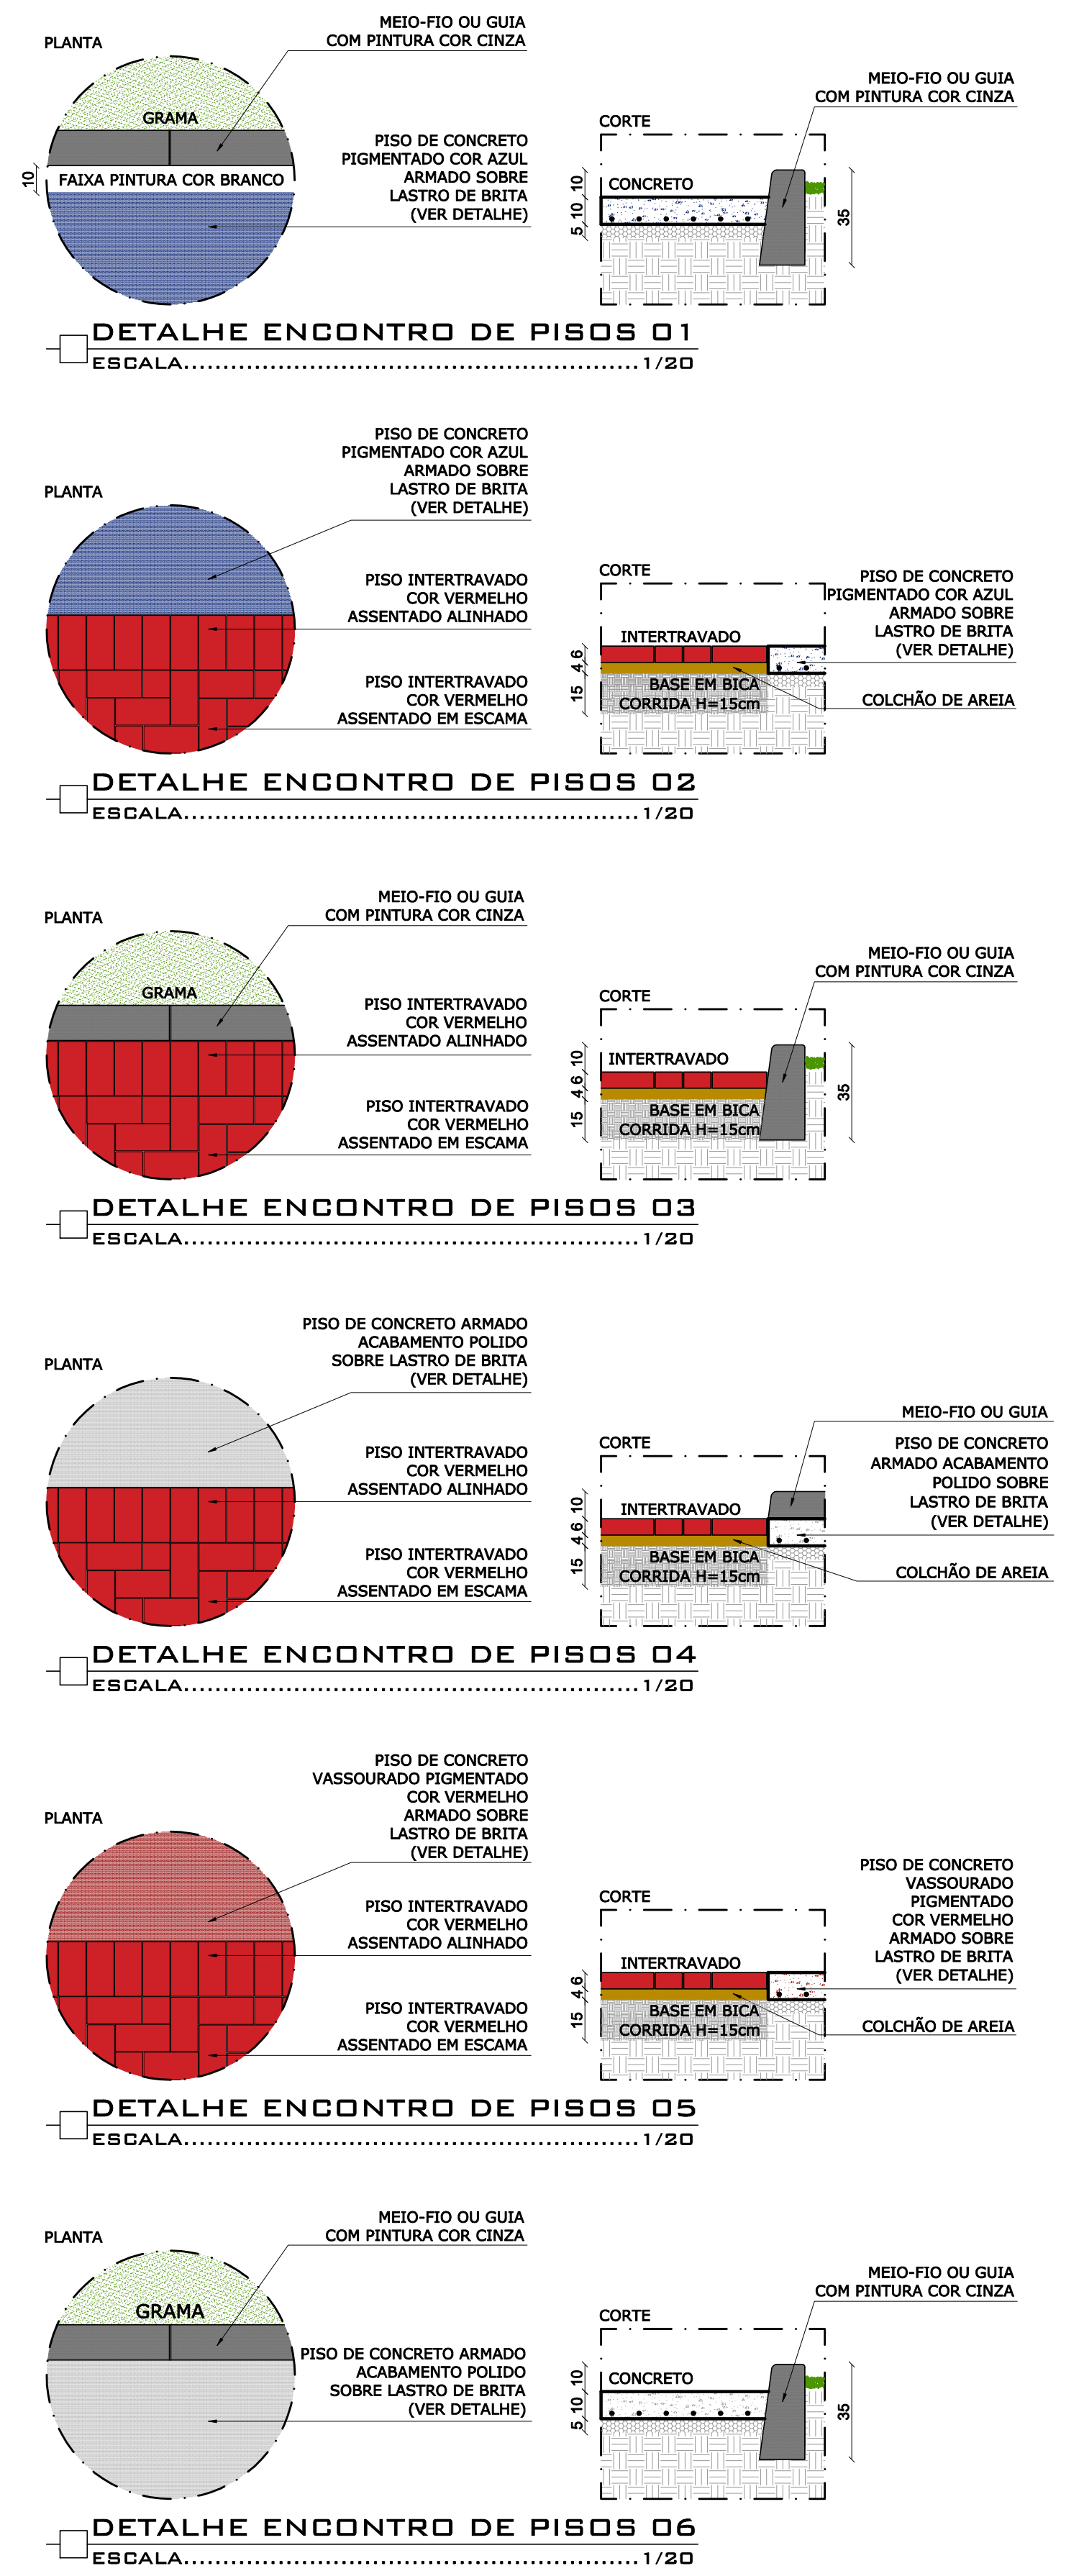 MEIO-FIO OU GUIA
COM PINTURA COR CINZA
PLANTA
GRAMA
FAIXA PINTURA COR BRANCO
10
PISO DE CONCRETO
PIGMENTADO COR AZUL
ARMADO SOBRE
LASTRO DE BRITA
(VER DETALHE)
MEIO-FIO OU GUIA
COM PINTURA COR CINZA
CORTE
CONCRETO
10
10
5
35
DETALHE ENCONTRO DE PISOS 01
ESCALA..........................................................1/20
PISO DE CONCRETO
PIGMENTADO COR AZUL
ARMADO SOBRE
LASTRO DE BRITA
(VER DETALHE)
PLANTA
PISO INTERTRAVADO
COR VERMELHO
ASSENTADO ALINHADO
PISO INTERTRAVADO
COR VERMELHO
ASSENTADO EM ESCAMA
CORTE
PISO DE CONCRETO
PIGMENTADO COR AZUL
ARMADO SOBRE
LASTRO DE BRITA
(VER DETALHE)
INTERTRAVADO
6
4
15
BASE EM BICA
CORRIDA H=15cm
COLCHÃO DE AREIA
DETALHE ENCONTRO DE PISOS 02
ESCALA..........................................................1/20
MEIO-FIO OU GUIA
COM PINTURA COR CINZA
PLANTA
GRAMA
PISO INTERTRAVADO
COR VERMELHO
ASSENTADO ALINHADO
PISO INTERTRAVADO
COR VERMELHO
ASSENTADO EM ESCAMA
MEIO-FIO OU GUIA
COM PINTURA COR CINZA
CORTE
INTERTRAVADO
10
6
4
15
BASE EM BICA
CORRIDA H=15cm
35
DETALHE ENCONTRO DE PISOS 03
ESCALA..........................................................1/20
PISO DE CONCRETO ARMADO
ACABAMENTO POLIDO
SOBRE LASTRO DE BRITA
(VER DETALHE)
PLANTA
PISO INTERTRAVADO
COR VERMELHO
ASSENTADO ALINHADO
PISO INTERTRAVADO
COR VERMELHO
ASSENTADO EM ESCAMA
MEIO-FIO OU GUIA
CORTE
PISO DE CONCRETO
ARMADO ACABAMENTO
POLIDO SOBRE
LASTRO DE BRITA
(VER DETALHE)
INTERTRAVADO
10
6
4
15
BASE EM BICA
CORRIDA H=15cm
COLCHÃO DE AREIA
DETALHE ENCONTRO DE PISOS 04
ESCALA..........................................................1/20
PISO DE CONCRETO
VASSOURADO PIGMENTADO
COR VERMELHO
ARMADO SOBRE
LASTRO DE BRITA
(VER DETALHE)
PLANTA
PISO INTERTRAVADO
COR VERMELHO
ASSENTADO ALINHADO
PISO INTERTRAVADO
COR VERMELHO
ASSENTADO EM ESCAMA
PISO DE CONCRETO
VASSOURADO
PIGMENTADO
COR VERMELHO
ARMADO SOBRE
LASTRO DE BRITA
(VER DETALHE)
CORTE
INTERTRAVADO
6
4
15
BASE EM BICA
CORRIDA H=15cm
COLCHÃO DE AREIA
DETALHE ENCONTRO DE PISOS 05
ESCALA..........................................................1/20
MEIO-FIO OU GUIA
COM PINTURA COR CINZA
PLANTA
GRAMA
PISO DE CONCRETO ARMADO
ACABAMENTO POLIDO
SOBRE LASTRO DE BRITA
(VER DETALHE)
MEIO-FIO OU GUIA
COM PINTURA COR CINZA
CORTE
CONCRETO
10
10
5
35
DETALHE ENCONTRO DE PISOS 06
ESCALA..........................................................1/20